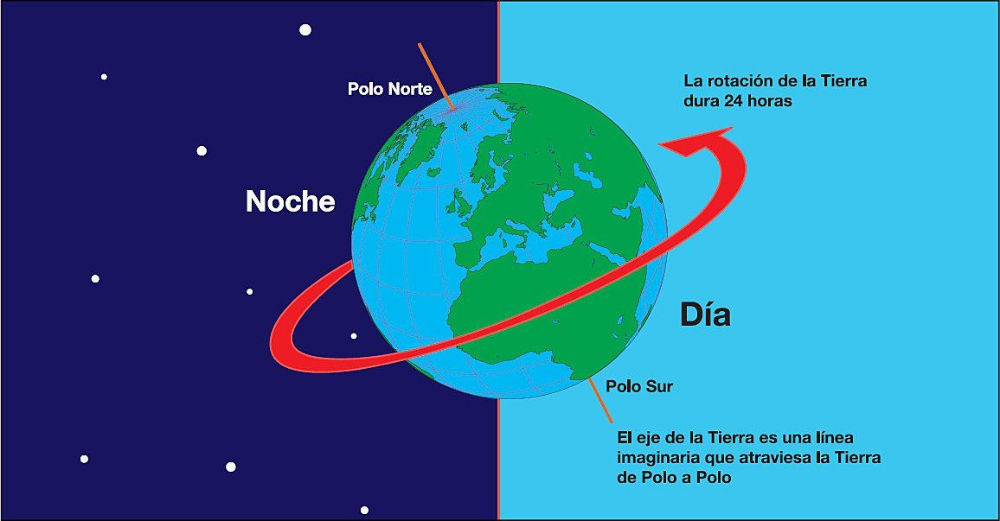 Polo Norte
La rotación de la Tierra
dura 24 horas
Noche
Día
Polo Sur
El eje de la Tierra es una línea
imaginaria que atraviesa la Tierra
de Polo a Polo